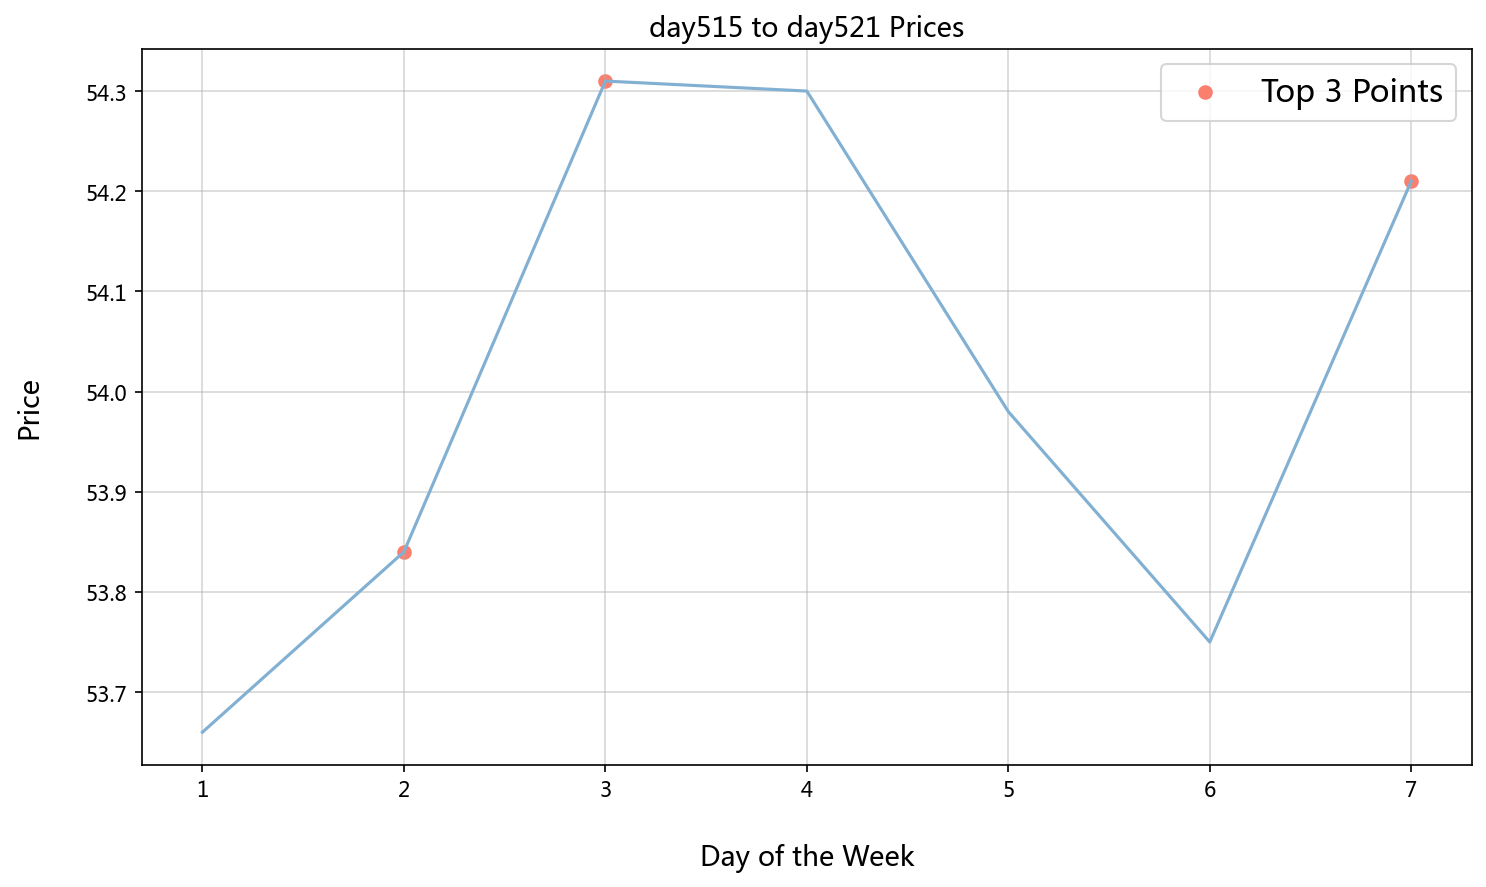 day515 to day521 Prices
Top 3 Points
54.3
54.2
54.1
54.0
53.9
53.8
53.7
Price
1 2 3 4 5 6 7
Day of the Week